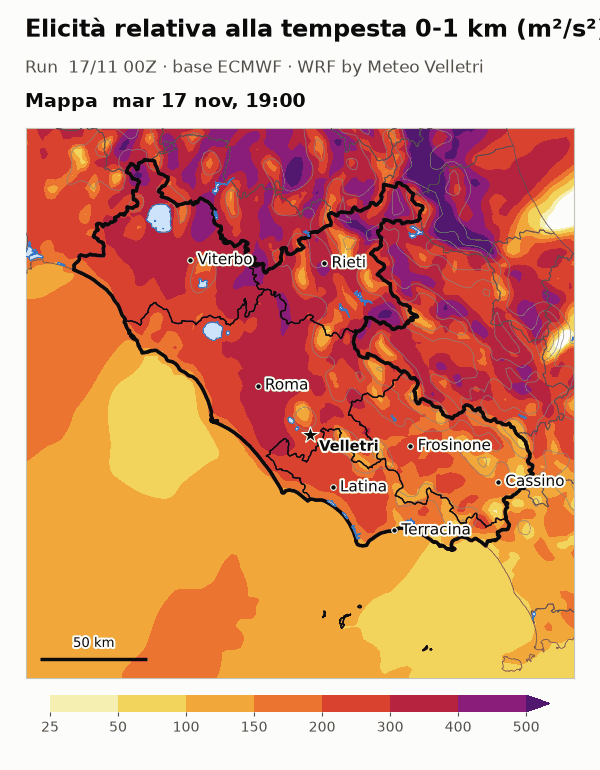 Elicità relativa alla tempesta 0-1 km (m²/s²)
Run 17/11 00Z · base ECMWF · WRF by Meteo Velletri
Mappa mar 17 nov, 19:00
Viterbo
Rieti
Roma
Velletri
Frosinone
Cassino
Latina
Terracina
50 km
25 50 100 150 200 300 400 500